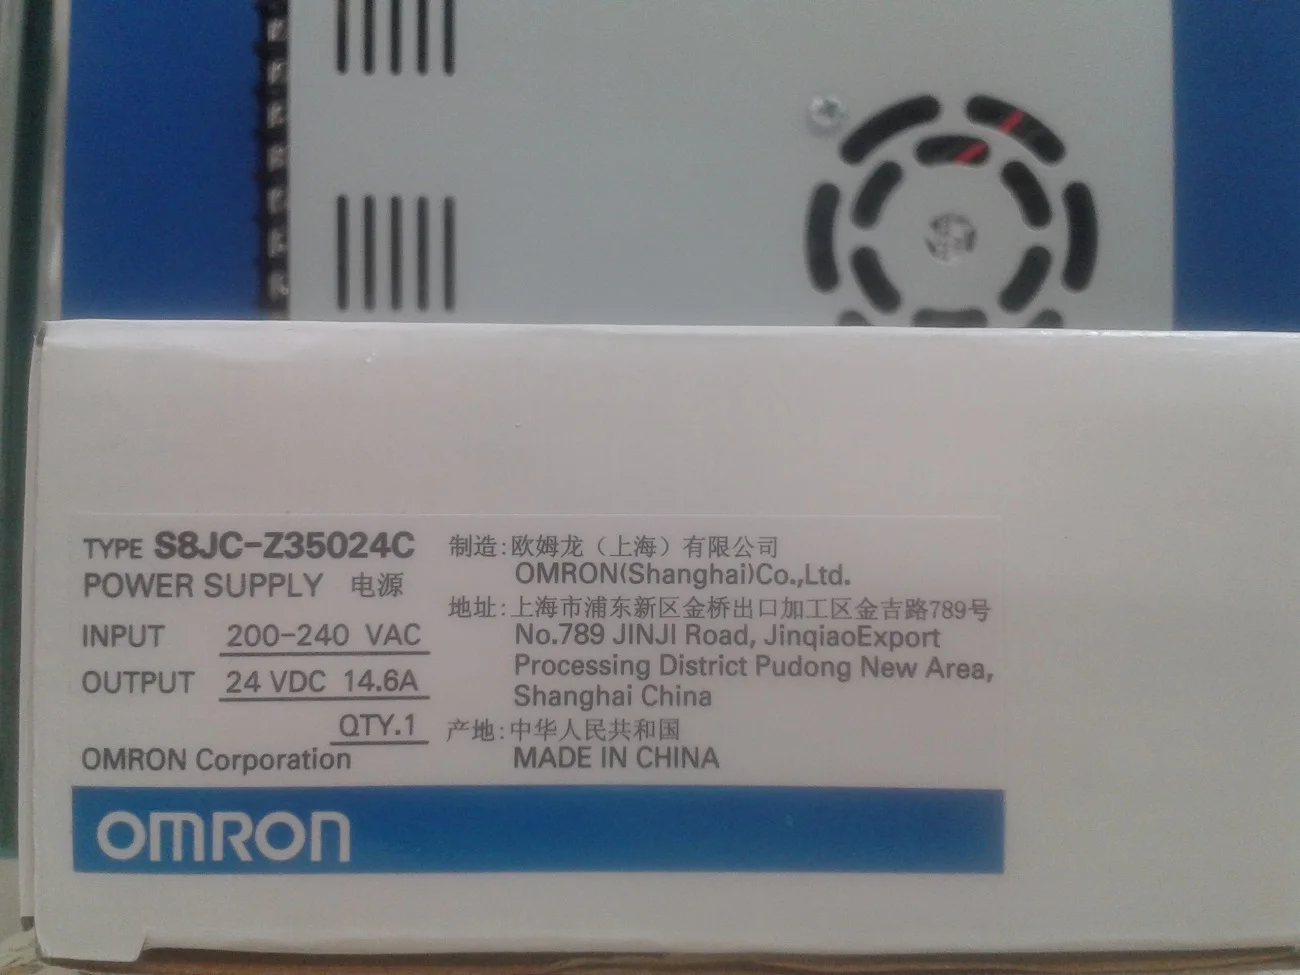 TYPE S8JC-Z35024C
POWER SUPPLY 电源
INPUT 200-240 VAC
OUTPUT 24 VDC 14.6A
QTY.1
OMRON Corporation
制造:欧姆龙（上海）有限公司
OMRON(Shanghai)Co.,Ltd.
地址:上海市浦东新区金桥出口加工区金吉路789号
No.789 JINJI Road, JinqiaoExport
Processing District Pudong New Area,
Shanghai China
产地:中华人民共和国
MADE IN CHINA
OMRON